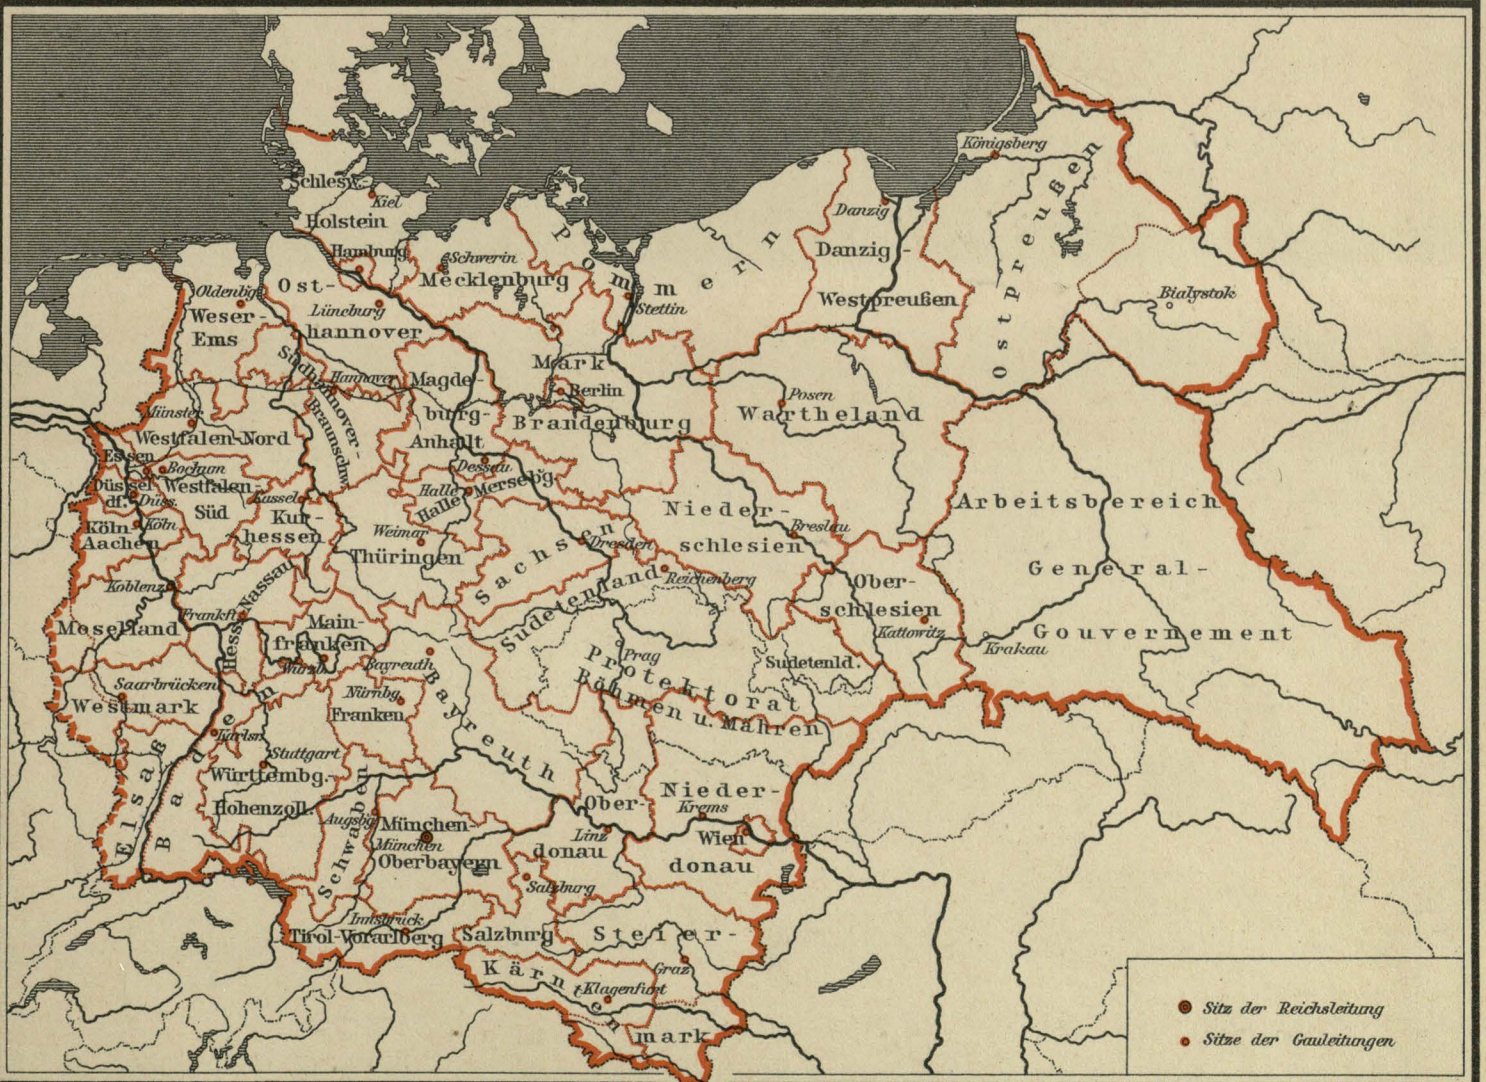 Königsberg
Ostpreußen
Schlesw.-
Kiel
Holstein
Danzig
Danzig-
Westpreußen
Pommern
Hamburg
Schwerin
Mecklenburg
Stettin
Bialystok
Oldenbg
Weser-
Ems
Ost-
Lüneburg
hannover
Mark
Berlin
Brandenburg
Posen
Wartheland
Hannover
Südhannover-
Braunschw.
Magde-
burg-
Anhalt
Dessau
Münster
Westfalen-Nord
Essen
Bochum
Düssel-
df.
Düss.
Westfalen-
Süd
Kassel
Kur-
hessen
Halle
Halle-Mersebg.
Köln-
Aachen
Köln
Weimar
Thüringen
Sachsen
Dresden
Nieder-
schlesien
Breslau
Arbeitsbereich
General-
Gouvernement
Krakau
Koblenz
Moselland
Frankft
Hess.-Nassau
Main-
franken
Würzb.
Sudetenland
Reichenberg
Ober-
schlesien
Kattowitz
Prag
Protektorat
Böhmen u. Mähren
Sudetenld.
Saarbrücken
Westmark
Bayreuth
Bayreuth
Nürnbg
Franken
Karlsr.
Elsaß
Baden
Stuttgart
Württembg.-
Hohenzoll.
Augsbg
Schwaben
München-
München
Oberbayern
Ober-
Linz
donau
Nieder-
Krems
Wien
donau
Salzburg
Innsbruck
Tirol-Vorarlberg
Salzburg
Steier-
Graz
Kärnten
Klagenfurt
mark
Sitz der Reichsleitung
Sitze der Gauleitungen